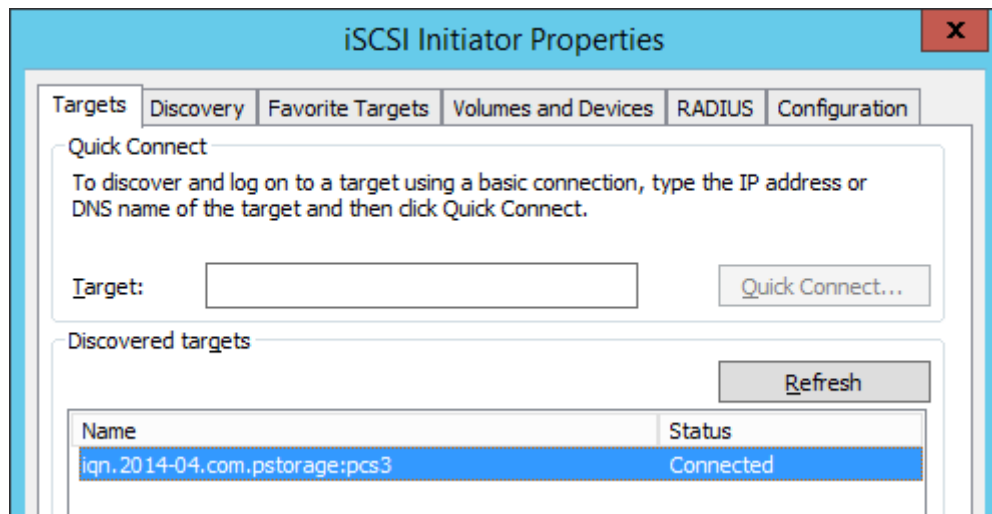 iSCSI Initiator Properties
x
Targets Discovery Favorite Targets Volumes and Devices RADIUS Configuration
Quick Connect
To discover and log on to a target using a basic connection, type the IP address or
DNS name of the target and then click Quick Connect.
Target: Quick Connect...
Discovered targets
Refresh
Name Status
iqn.2014-04.com.pstorage:pcs3 Connected